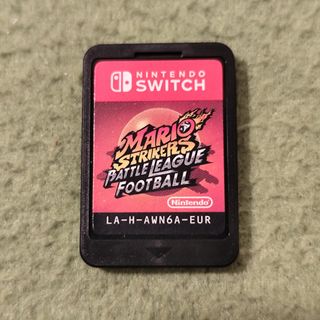 NINTENDO
SWITCH
MARIO
STRIKERS
BATTLE LEAGUE
FOOTBALL
Nintendo
LA-H-AWN6A-EUR